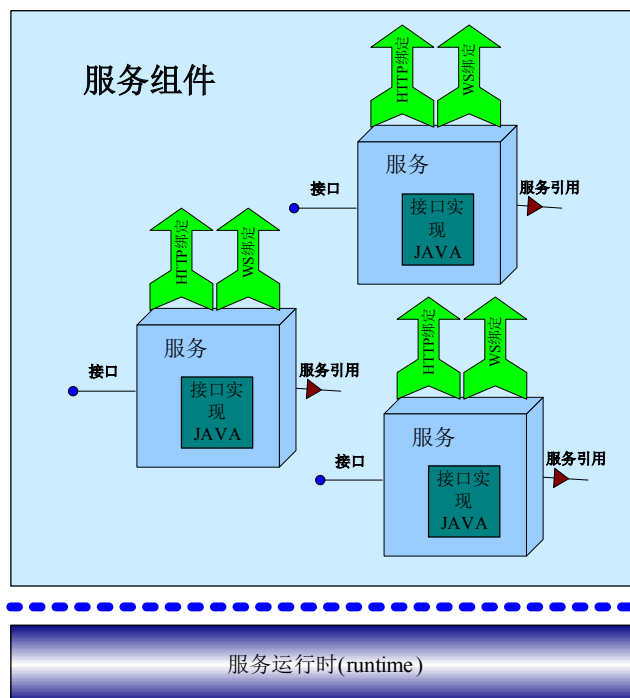 服务组件
HTTP绑定
WS绑定
服务
接口
服务引用
接口实
现
JAVA
HTTP绑定
WS绑定
服务
接口
服务引用
接口实
现
JAVA
HTTP绑定
WS绑定
服务
接口
服务引用
接口实
现
JAVA
服务运行时(runtime)